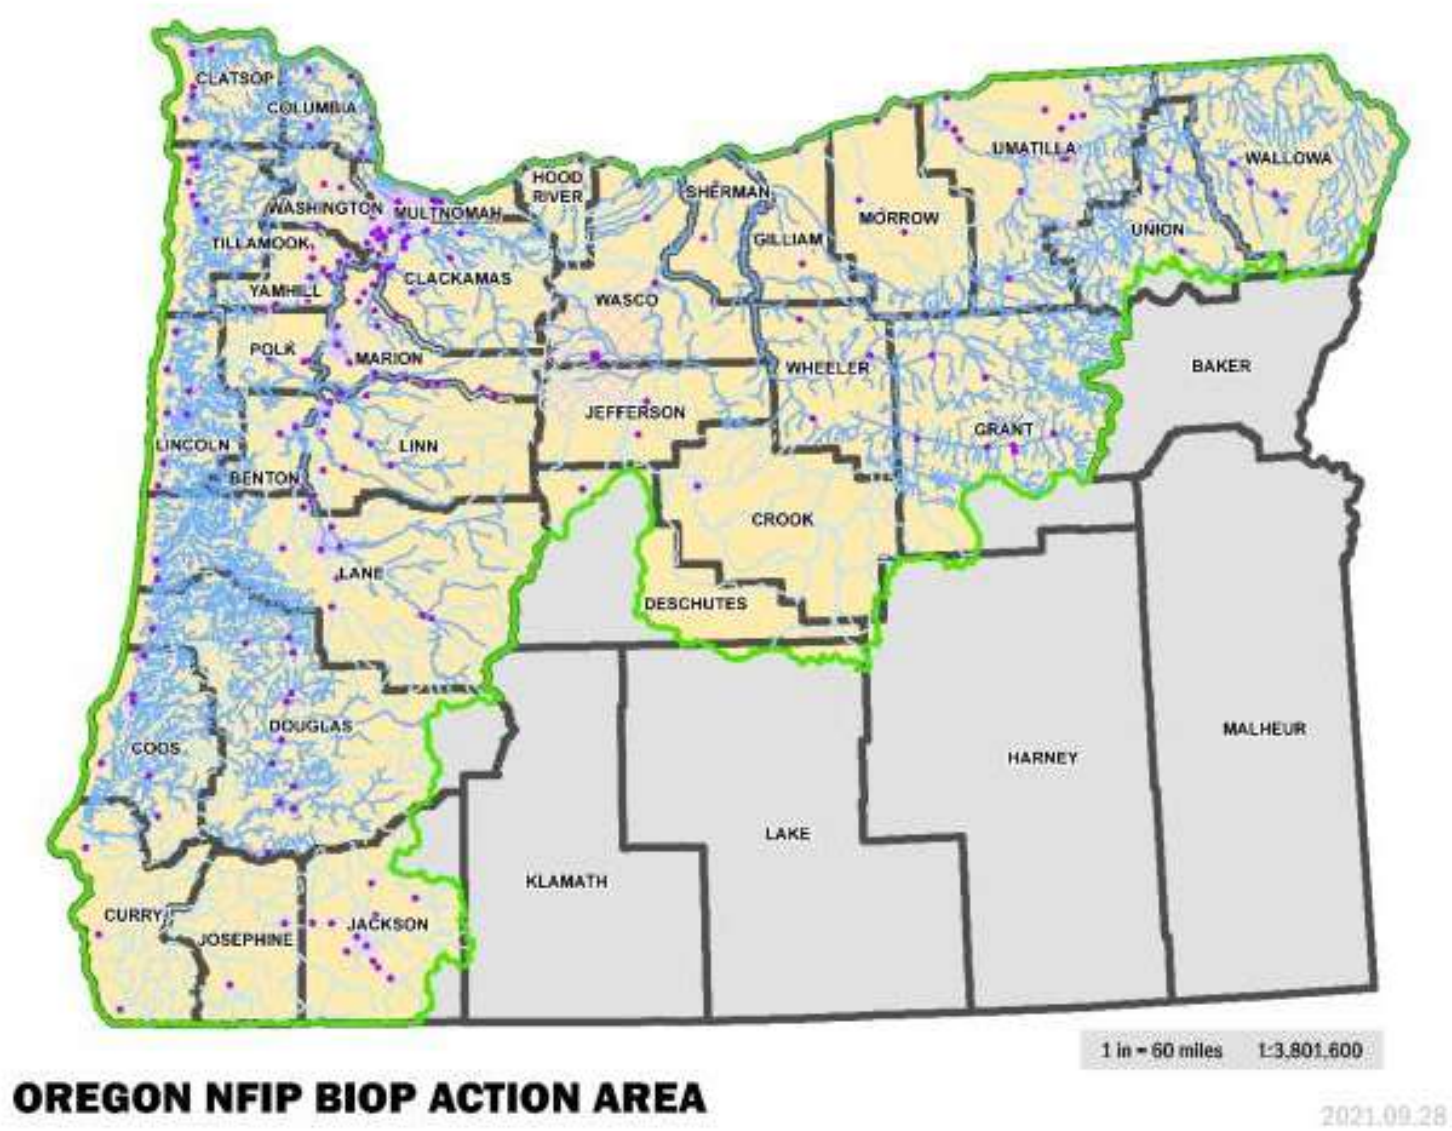 CLATSOP
COLUMBIA
HOOD
RIVER
WASHINGTON
MULTNOMAH
SHERMAN
UMATILLA
WALLOWA
MORROW
TILLAMOOK
GILLIAM
UNION
CLACKAMAS
YAMHILL
WASCO
POLK
MARION
WHEELER
BAKER
JEFFERSON
GRANT
LINCOLN
LINN
BENTON
CROOK
LANE
DESCHUTES
DOUGLAS
COOS
MALHEUR
HARNEY
LAKE
KLAMATH
CURRY
JOSEPHINE
JACKSON
1 in = 60 miles 1:3,801,600
OREGON NFIP BIOP ACTION AREA
2021.09.28